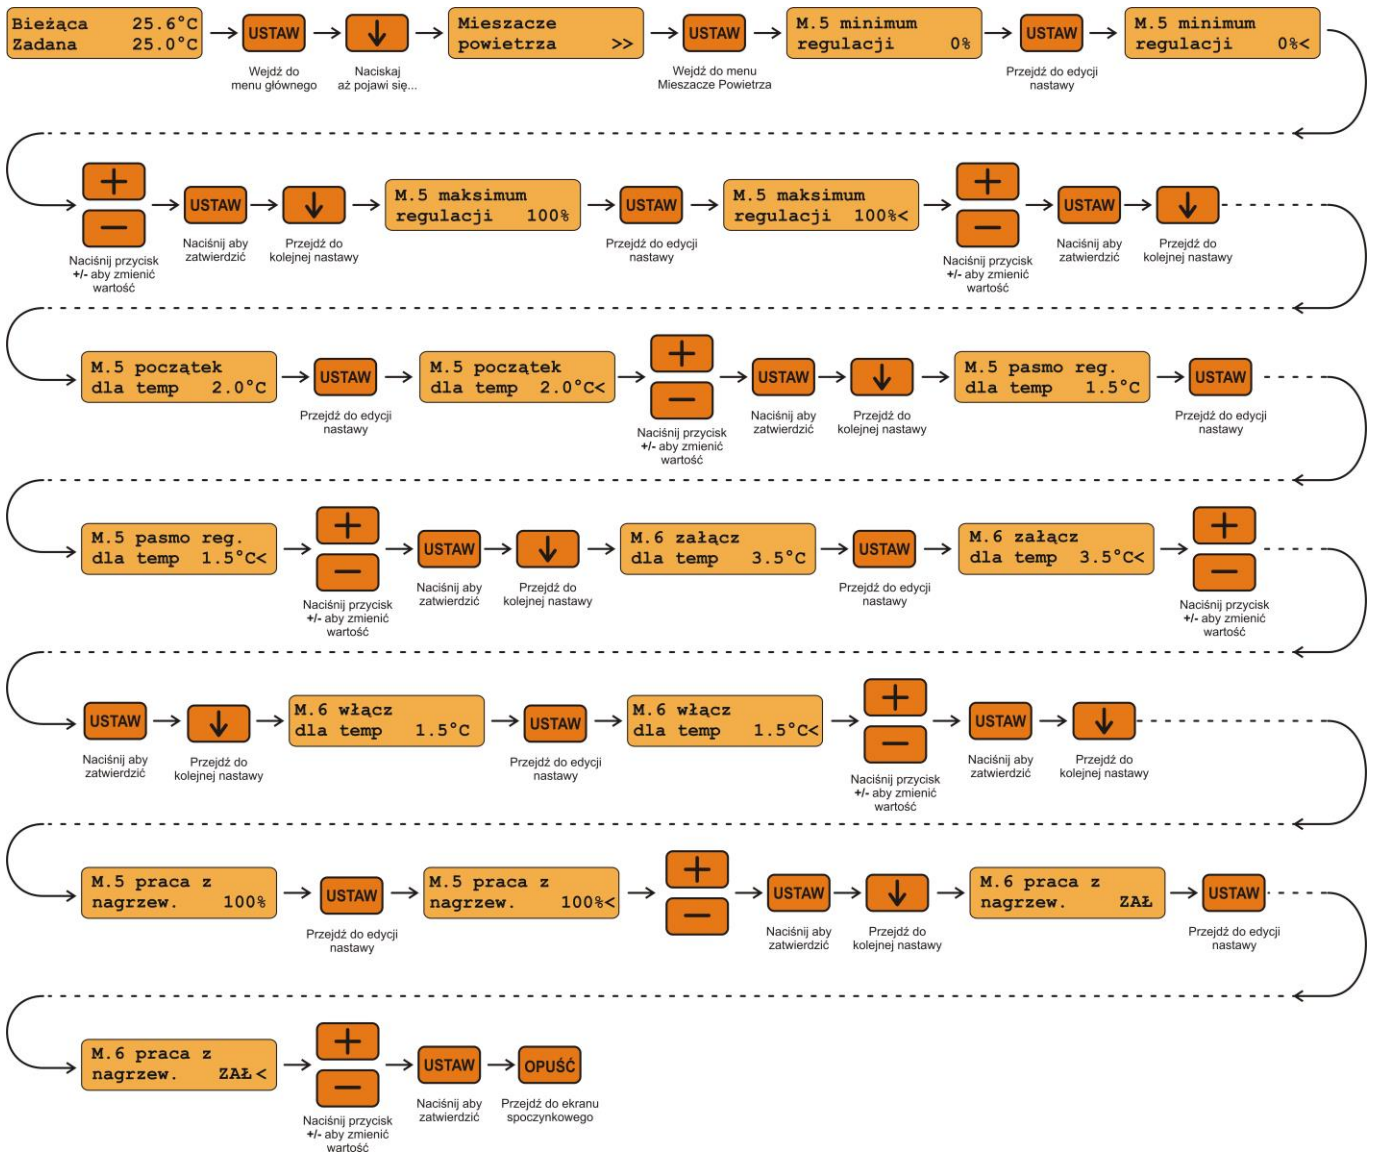 Bieżąca 25.6°C
Zadana 25.0°C
USTAW
Wejdź do
menu głównego
Naciskaj
aż pojawi się...
Mieszacze
powietrza >>
USTAW
Wejdź do menu
Mieszacze Powietrza
M.5 minimum
regulacji 0%
USTAW
Przejdź do edycji
nastawy
M.5 minimum
regulacji 0%<
+
−
Naciśnij przycisk
+/- aby zmienić
wartość
USTAW
Naciśnij aby
zatwierdzić
Przejdź do
kolejnej nastawy
M.5 maksimum
regulacji 100%
USTAW
Przejdź do edycji
nastawy
M.5 maksimum
regulacji 100%<
+
−
Naciśnij przycisk
+/- aby zmienić
wartość
USTAW
Naciśnij aby
zatwierdzić
Przejdź do
kolejnej nastawy
M.5 początek
dla temp 2.0°C
USTAW
Przejdź do edycji
nastawy
M.5 początek
dla temp 2.0°C<
+
−
Naciśnij przycisk
+/- aby zmienić
wartość
USTAW
Naciśnij aby
zatwierdzić
Przejdź do
kolejnej nastawy
M.5 pasmo reg.
dla temp 1.5°C
USTAW
Przejdź do edycji
nastawy
M.5 pasmo reg.
dla temp 1.5°C<
+
−
Naciśnij przycisk
+/- aby zmienić
wartość
USTAW
Naciśnij aby
zatwierdzić
Przejdź do
kolejnej nastawy
M.6 załącz
dla temp 3.5°C
USTAW
Przejdź do edycji
nastawy
M.6 załącz
dla temp 3.5°C<
+
−
Naciśnij przycisk
+/- aby zmienić
wartość
USTAW
Naciśnij aby
zatwierdzić
Przejdź do
kolejnej nastawy
M.6 włącz
dla temp 1.5°C
USTAW
Przejdź do edycji
nastawy
M.6 włącz
dla temp 1.5°C<
+
−
Naciśnij przycisk
+/- aby zmienić
wartość
USTAW
Naciśnij aby
zatwierdzić
Przejdź do
kolejnej nastawy
M.5 praca z
nagrzew. 100%
USTAW
Przejdź do edycji
nastawy
M.5 praca z
nagrzew. 100%<
+
−
USTAW
Naciśnij aby
zatwierdzić
Przejdź do
kolejnej nastawy
M.6 praca z
nagrzew. ZAŁ
USTAW
Przejdź do edycji
nastawy
M.6 praca z
nagrzew. ZAŁ<
+
−
Naciśnij przycisk
+/- aby zmienić
wartość
USTAW
Naciśnij aby
zatwierdzić
OPUŚĆ
Przejdź do ekranu
spoczynkowego